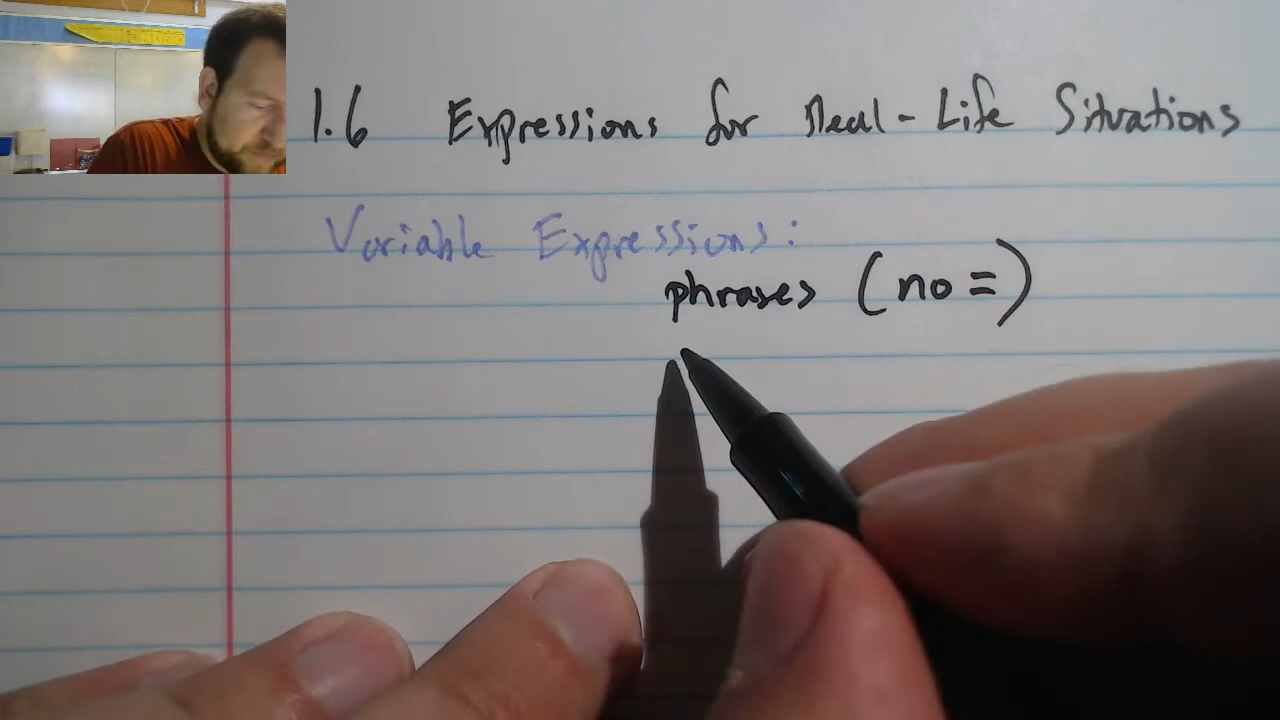 1.6 Expressions for Real-Life Situations
Variable Expressions:
phrases (no =)